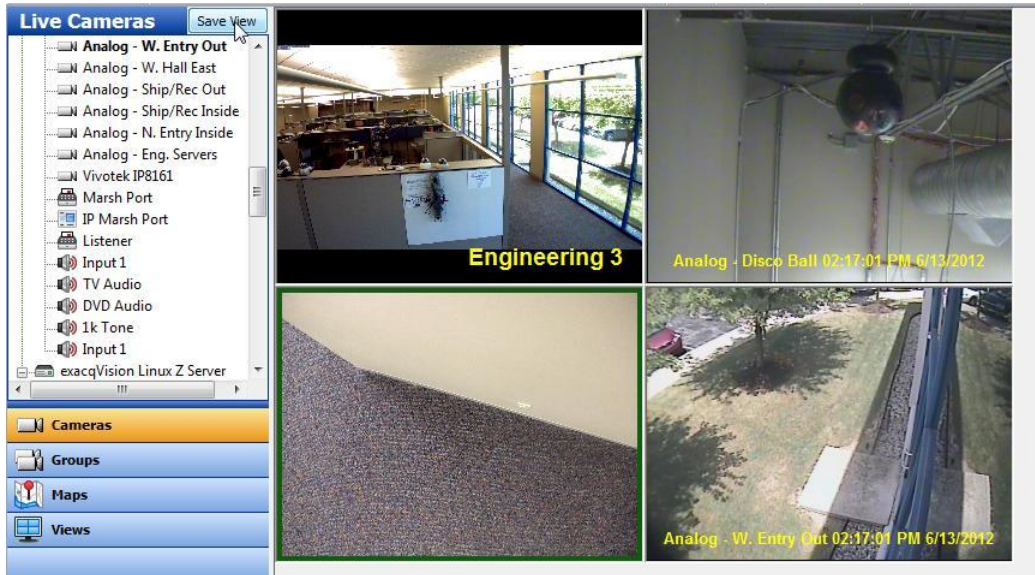 Live Cameras
Save View
Analog - W. Entry Out
Analog - W. Hall East
Analog - Ship/Rec Out
Analog - Ship/Rec Inside
Analog - N. Entry Inside
Analog - Eng. Servers
Vivotek IP8161
Marsh Port
IP Marsh Port
Listener
Input 1
TV Audio
DVD Audio
1k Tone
Input 1
exacqVision Linux Z Server
Cameras
Groups
Maps
Views
Engineering 3
Analog - Disco Ball 02:17:01 PM 6/13/2012
Analog - W. Entry Out 02:17:01 PM 6/13/2012